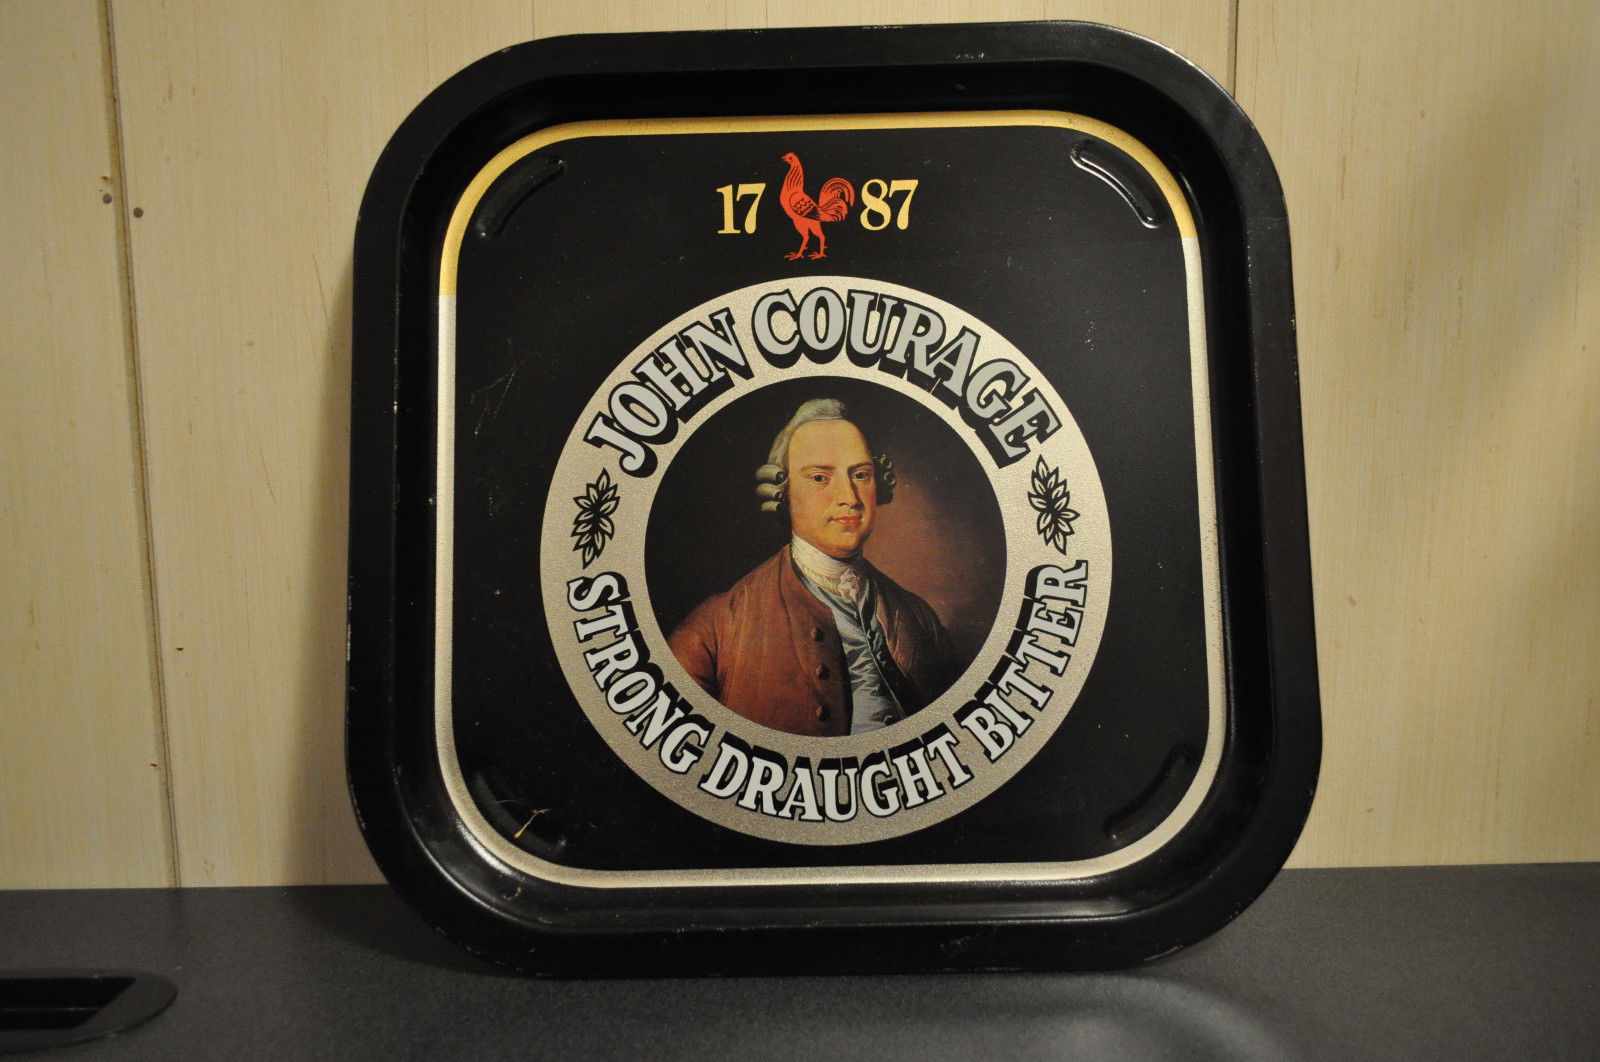 17 87
JOHN COURAGE
STRONG DRAUGHT BITTER